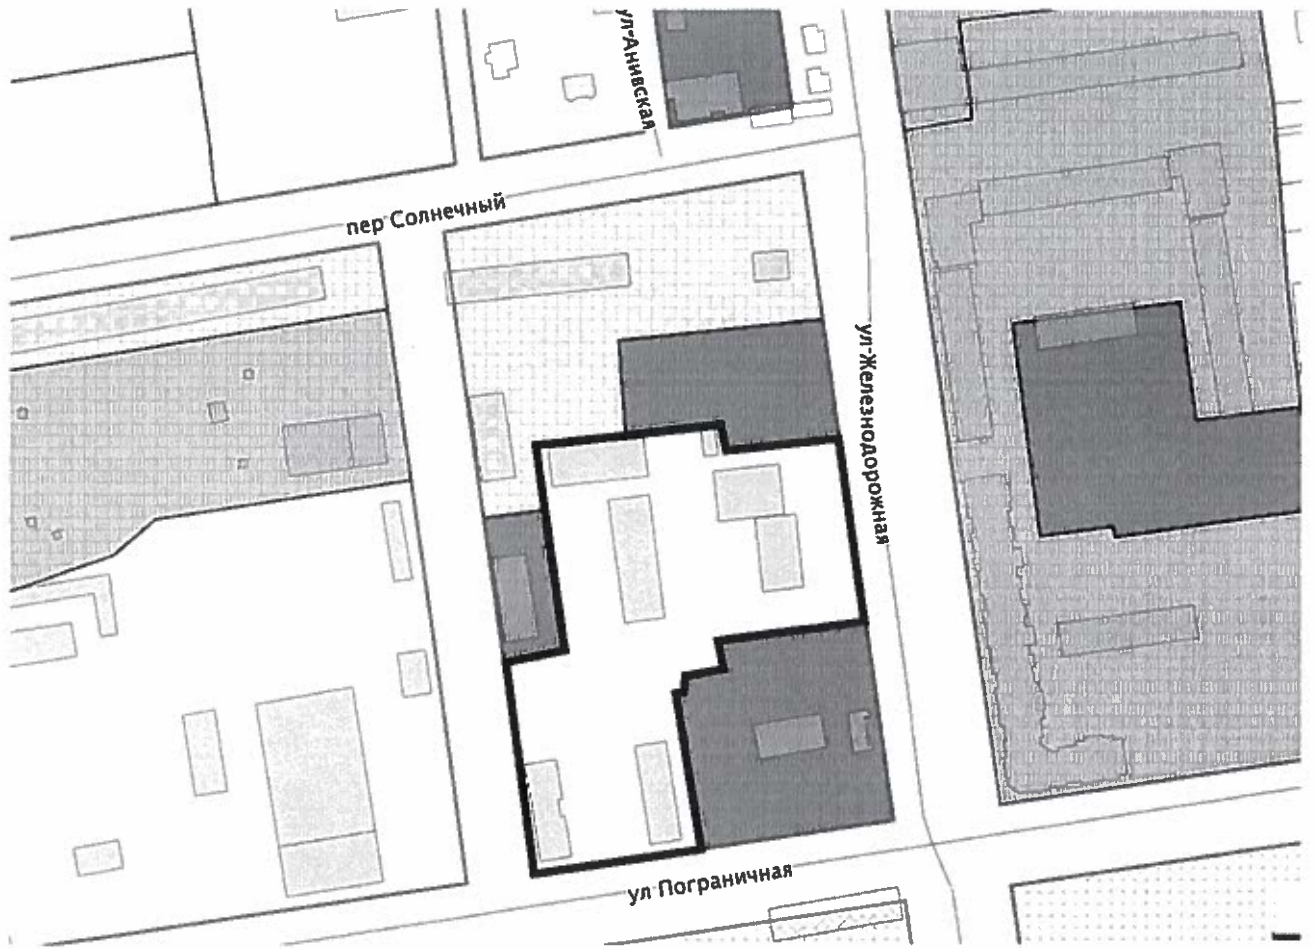 ул-Анивская
пер Солнечный
ул-Железнодорожная
ул Пограничная